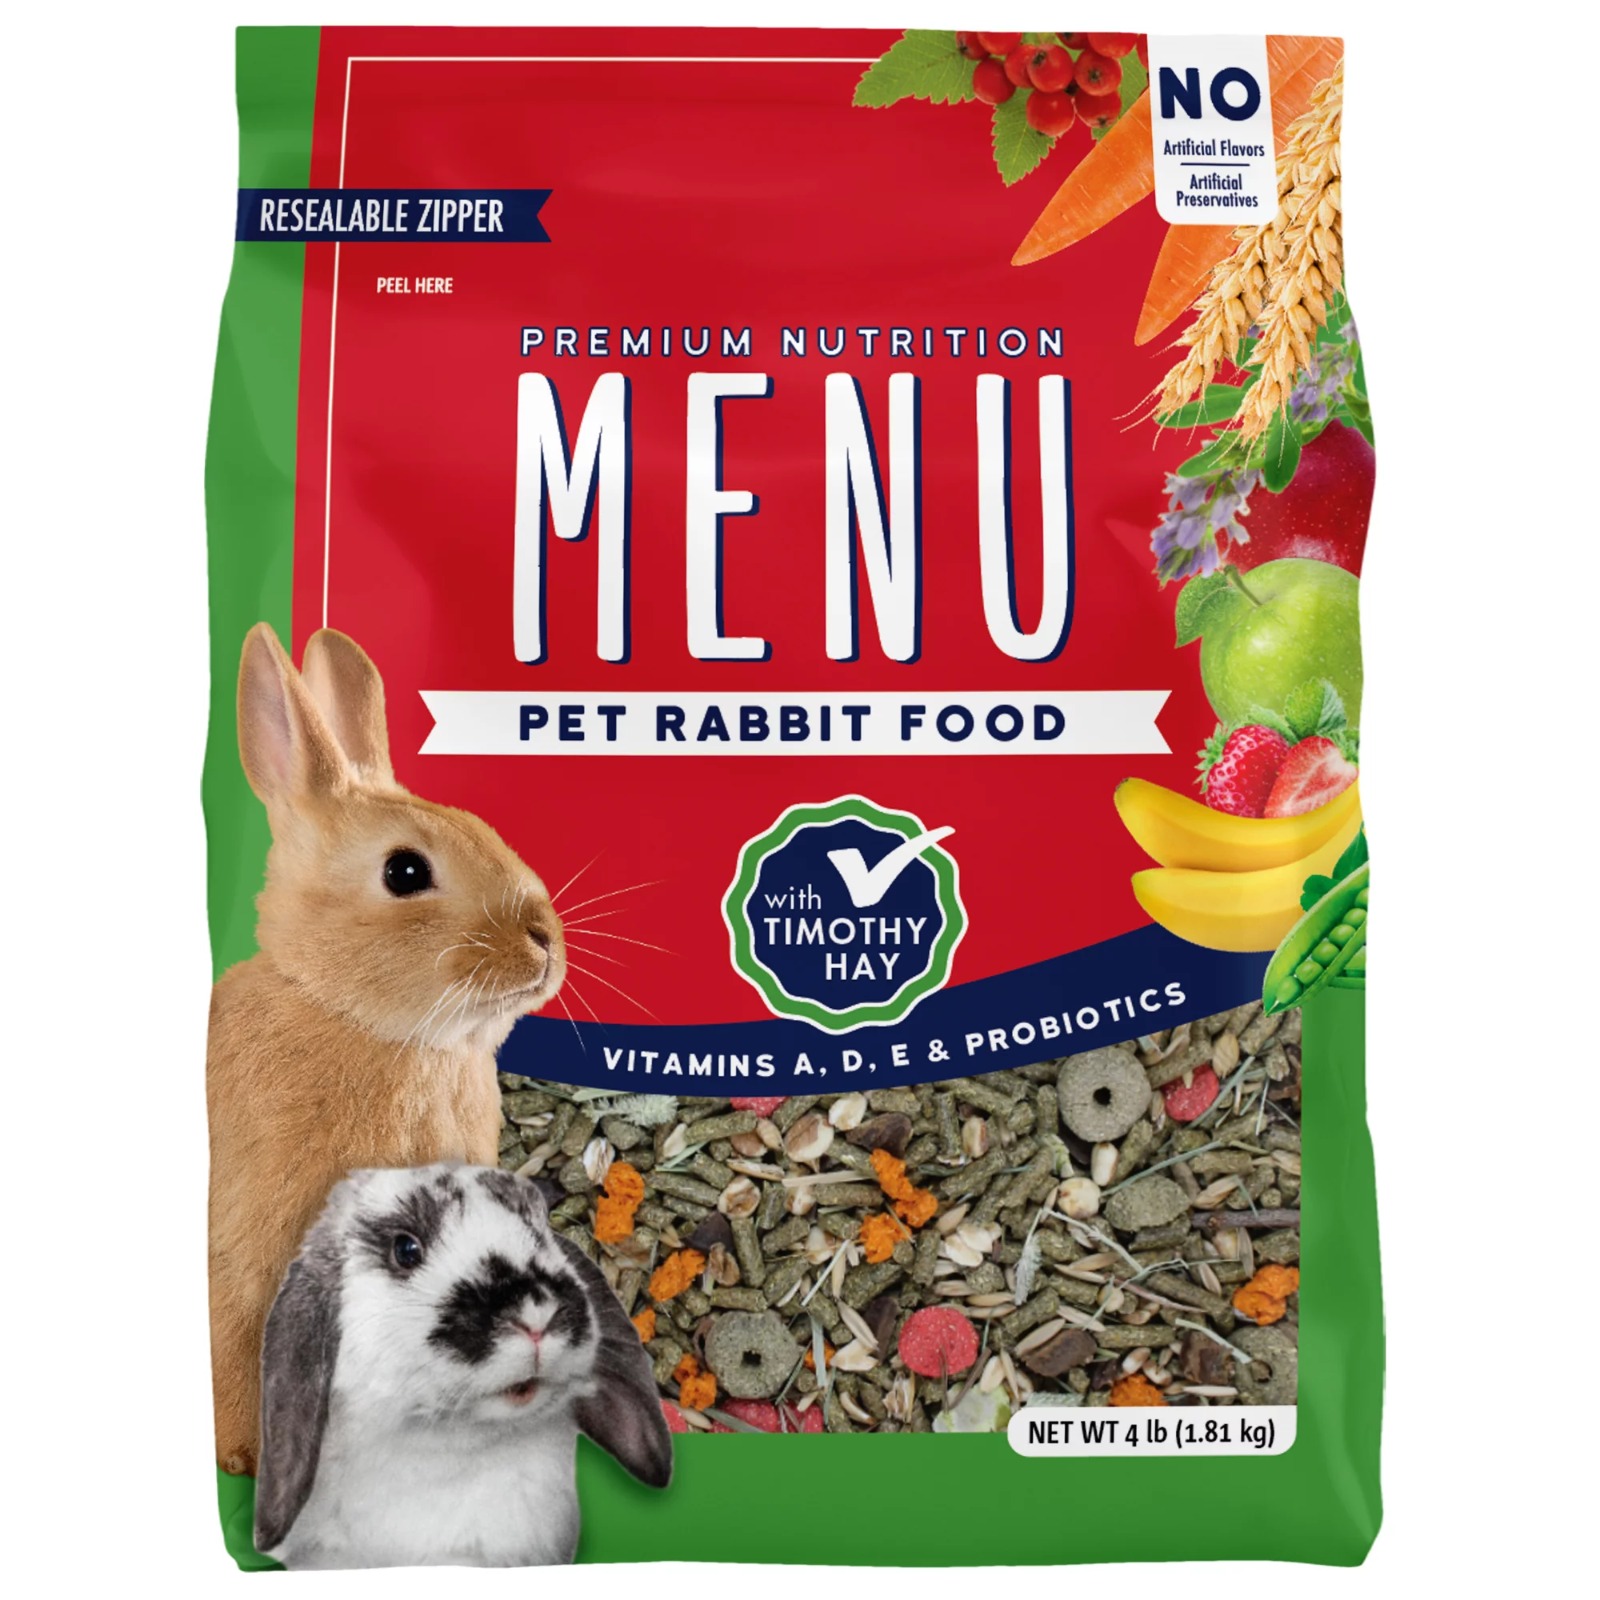 NO
Artificial Flavors
Artificial
Preservatives
RESEALABLE ZIPPER
PEEL HERE
PREMIUM NUTRITION
MENU
PET RABBIT FOOD
with
TIMOTHY
HAY
VITAMINS A, D, E & PROBIOTICS
NET WT 4 lb (1.81 kg)